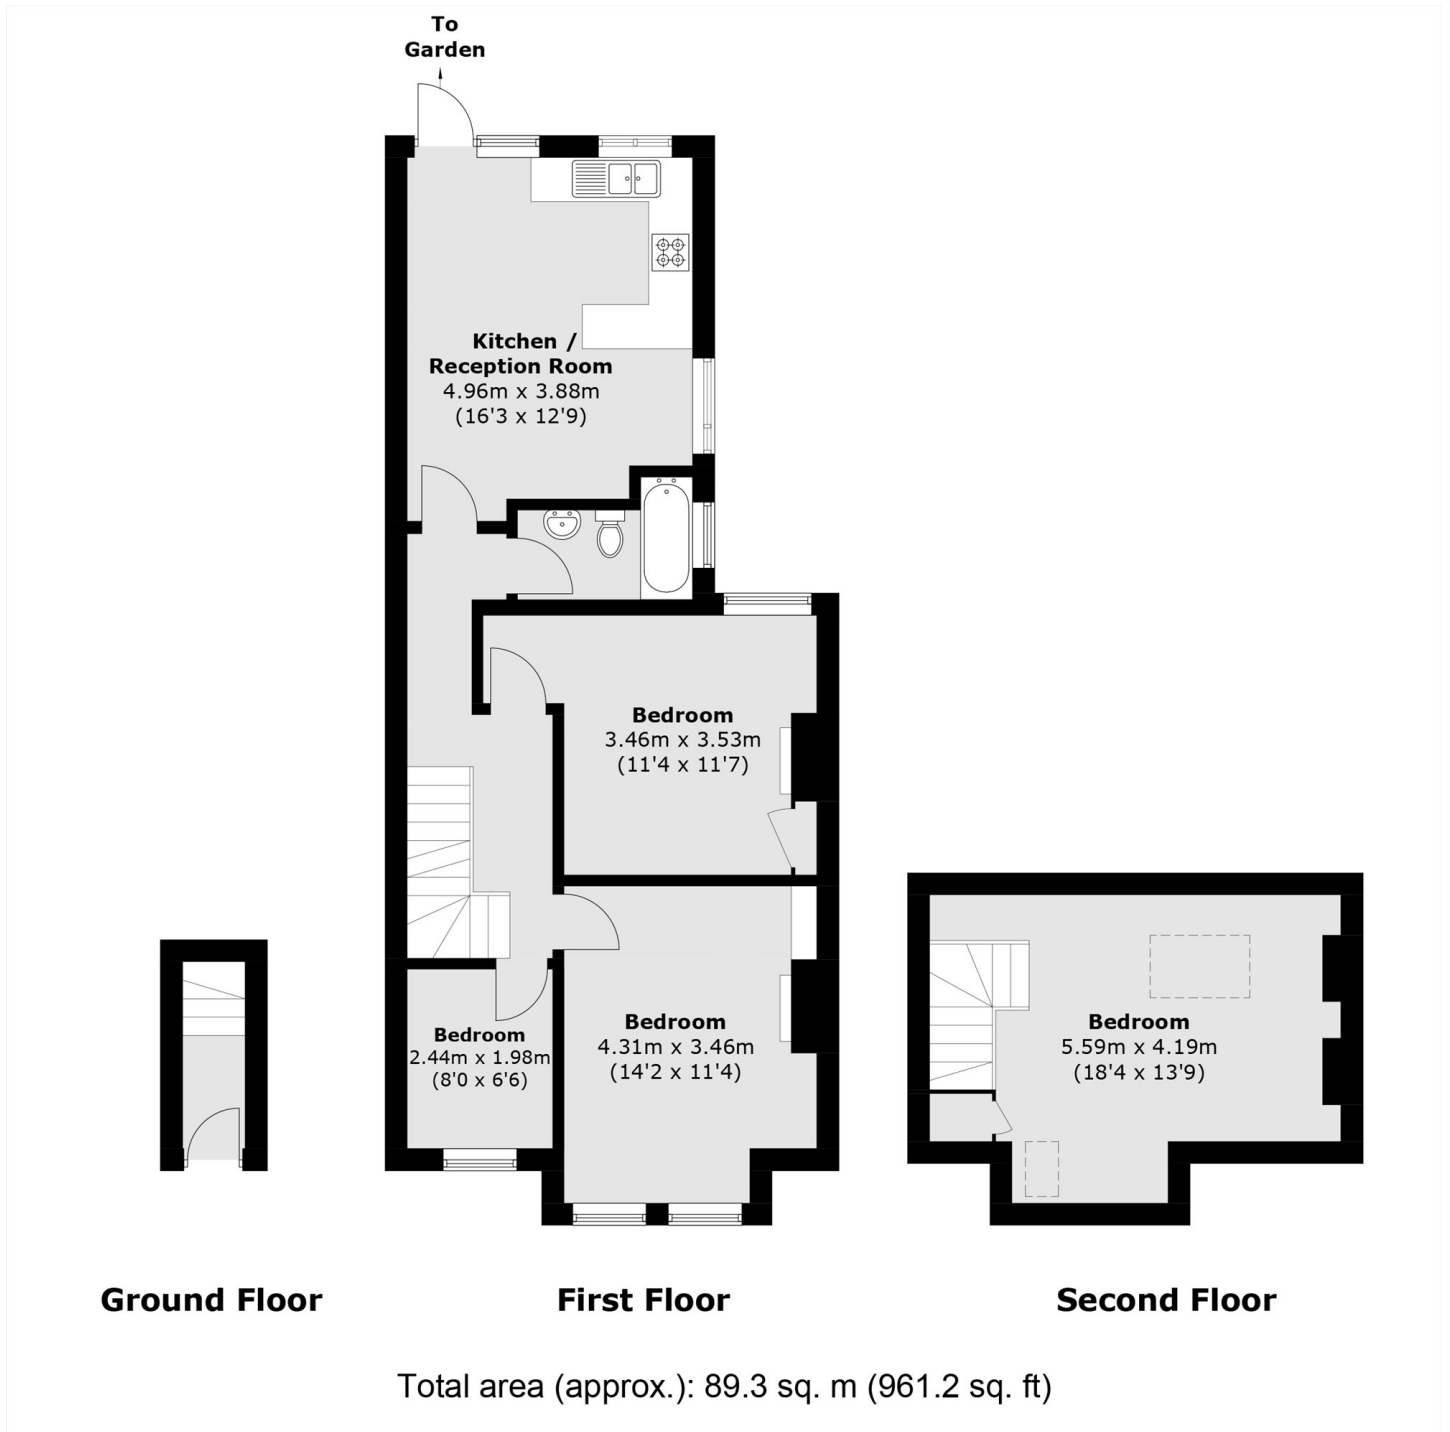 To
Garden
Kitchen /
Reception Room
4.96m x 3.88m
(16'3 x 12'9)
Bedroom
3.46m x 3.53m
(11'4 x 11'7)
Bedroom
2.44m x 1.98m
(8'0 x 6'6)
Bedroom
4.31m x 3.46m
(14'2 x 11'4)
Bedroom
5.59m x 4.19m
(18'4 x 13'9)
Ground Floor
First Floor
Second Floor
Total area (approx.): 89.3 sq. m (961.2 sq. ft)